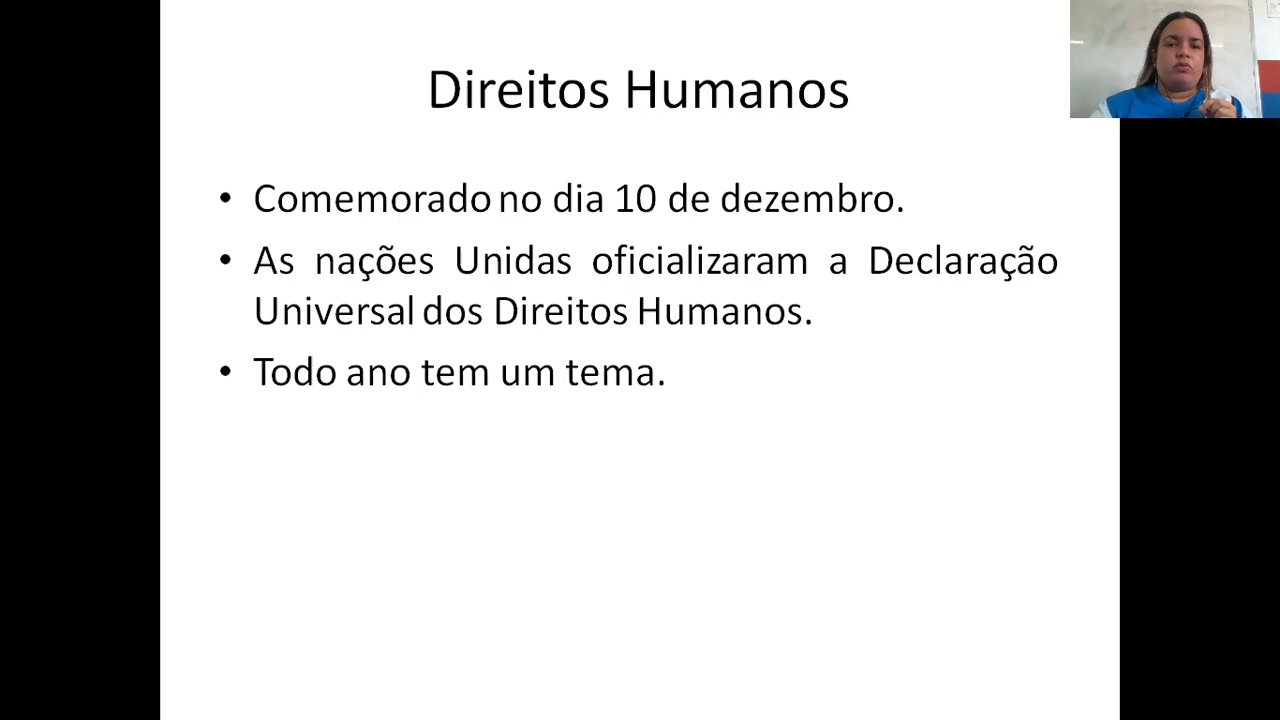 Direitos Humanos
• Comemorado no dia 10 de dezembro.
• As nações Unidas oficializaram a Declaração
Universal dos Direitos Humanos.
• Todo ano tem um tema.